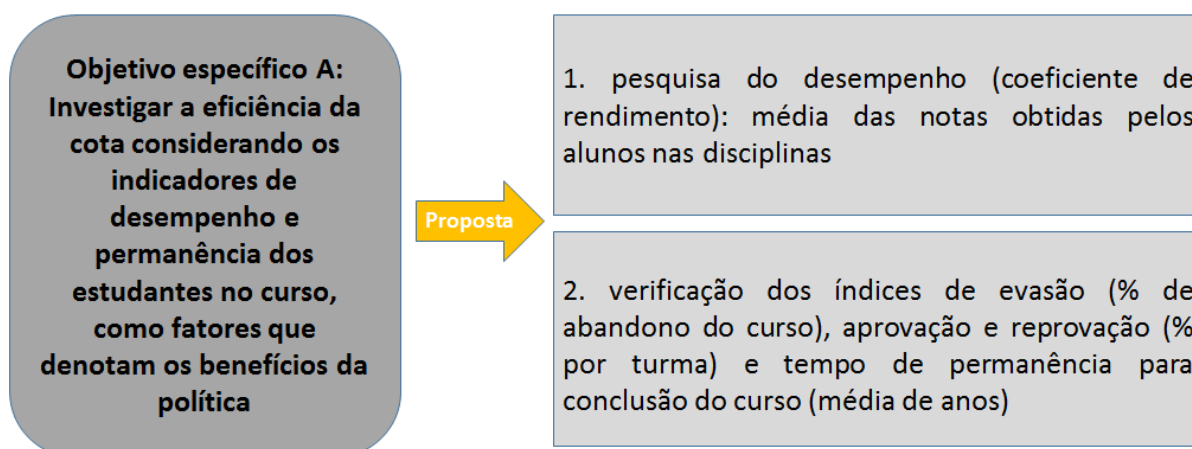 Objetivo específico A:
Investigar a eficiência da
cota considerando os
indicadores de
desempenho e
permanência dos
estudantes no curso,
como fatores que
denotam os benefícios da
política
Proposta
1. pesquisa do desempenho (coeficiente de
rendimento): média das notas obtidas pelos
alunos nas disciplinas
2. verificação dos índices de evasão (% de
abandono do curso), aprovação e reprovação (%
por turma) e tempo de permanência para
conclusão do curso (média de anos)